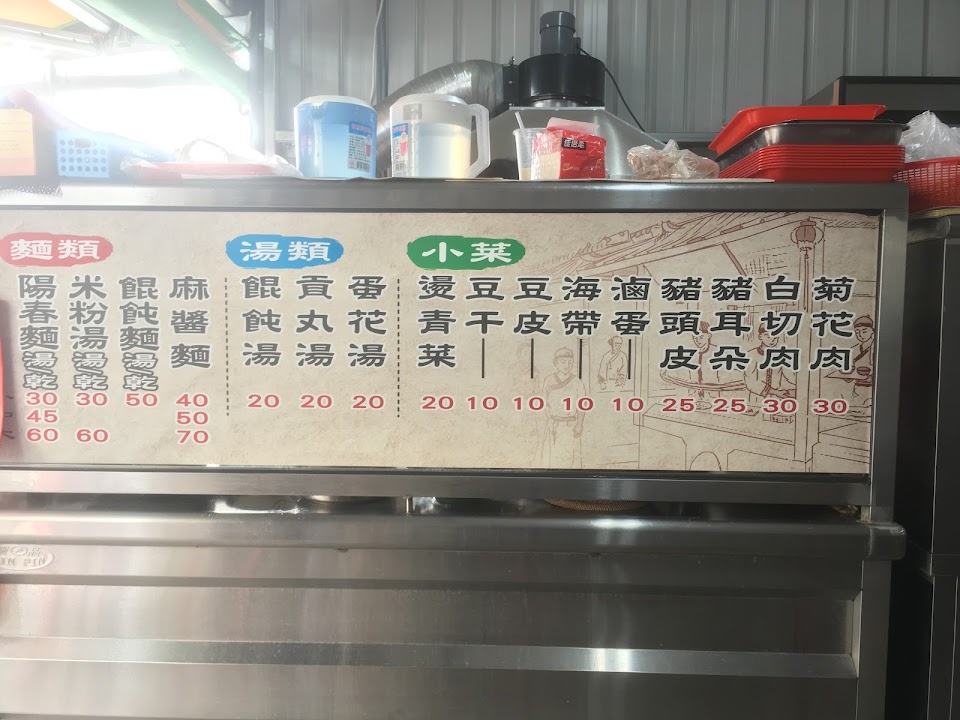 麵類
陽春麵湯乾
30
45
60
米粉湯湯乾
30
60
餛飩麵湯乾
50
麻醬麵
40
50
70
湯類
餛飩湯
20
貢丸湯
20
蛋花湯
20
小菜
燙青菜
20
豆干
10
豆皮
10
海帶
10
滷蛋
10
豬頭皮
25
豬耳朵
25
白切肉
30
菊花肉
30